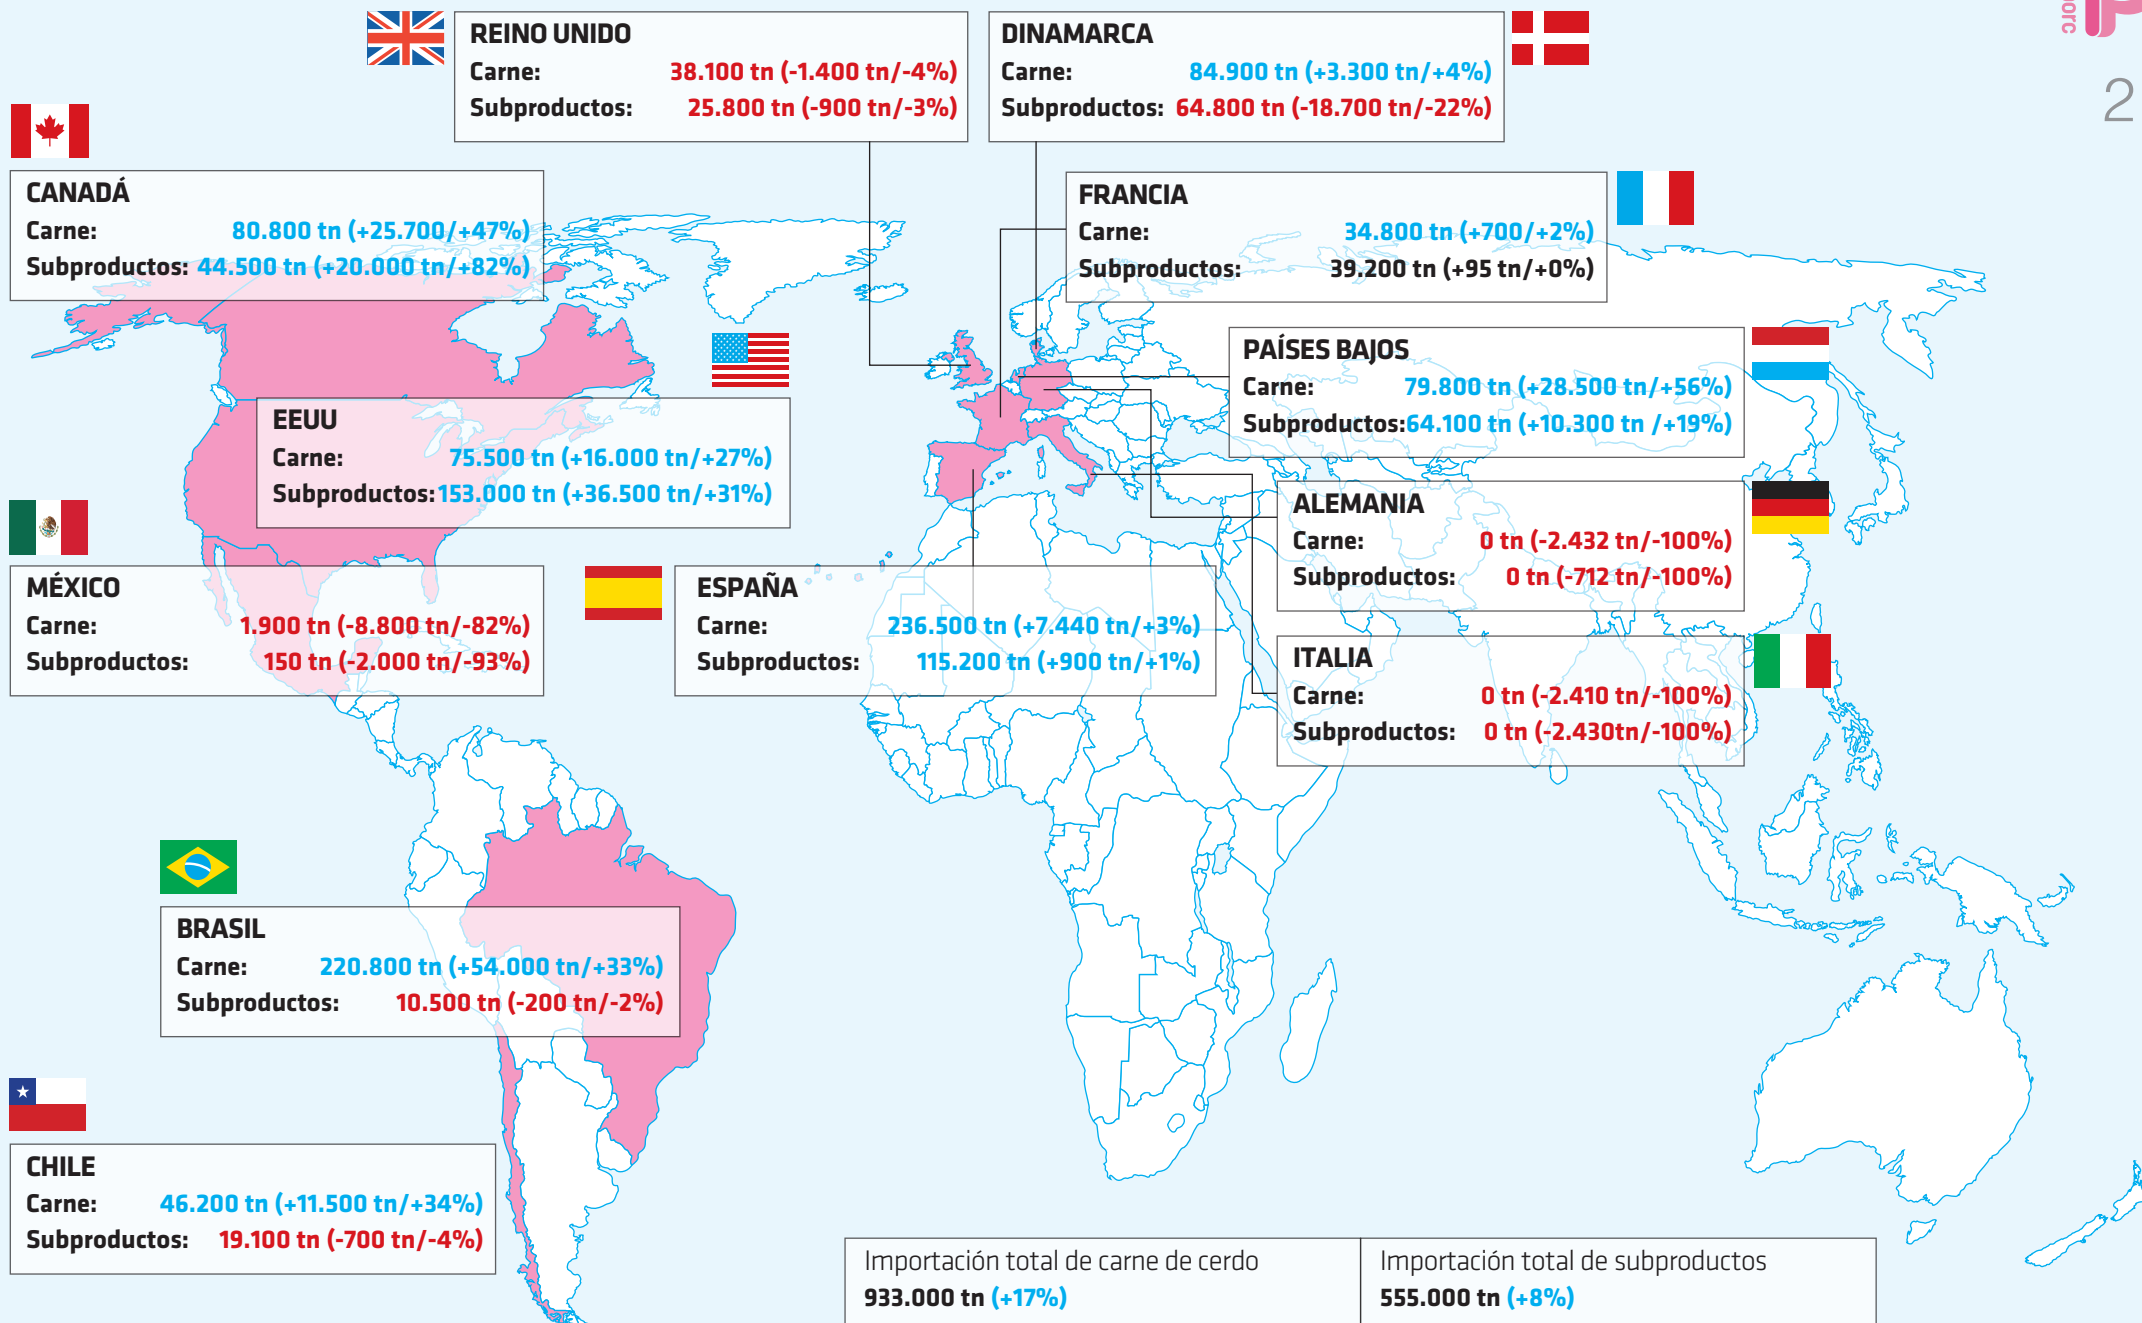 porc
2
REINO UNIDO
Carne: 38.100 tn (-1.400 tn/-4%)
Subproductos: 25.800 tn (-900 tn/-3%)
DINAMARCA
Carne: 84.900 tn (+3.300 tn/+4%)
Subproductos: 64.800 tn (-18.700 tn/-22%)
CANADÁ
Carne: 80.800 tn (+25.700/+47%)
Subproductos: 44.500 tn (+20.000 tn/+82%)
FRANCIA
Carne: 34.800 tn (+700/+2%)
Subproductos: 39.200 tn (+95 tn/+0%)
PAÍSES BAJOS
Carne: 79.800 tn (+28.500 tn/+56%)
Subproductos: 64.100 tn (+10.300 tn /+19%)
EEUU
Carne: 75.500 tn (+16.000 tn/+27%)
Subproductos: 153.000 tn (+36.500 tn/+31%)
ALEMANIA
Carne: 0 tn (-2.432 tn/-100%)
Subproductos: 0 tn (-712 tn/-100%)
MÉXICO
Carne: 1.900 tn (-8.800 tn/-82%)
Subproductos: 150 tn (-2.000 tn/-93%)
ESPAÑA
Carne: 236.500 tn (+7.440 tn/+3%)
Subproductos: 115.200 tn (+900 tn/+1%)
ITALIA
Carne: 0 tn (-2.410 tn/-100%)
Subproductos: 0 tn (-2.430tn/-100%)
BRASIL
Carne: 220.800 tn (+54.000 tn/+33%)
Subproductos: 10.500 tn (-200 tn/-2%)
CHILE
Carne: 46.200 tn (+11.500 tn/+34%)
Subproductos: 19.100 tn (-700 tn/-4%)
Importación total de carne de cerdo
933.000 tn (+17%)
Importación total de subproductos
555.000 tn (+8%)